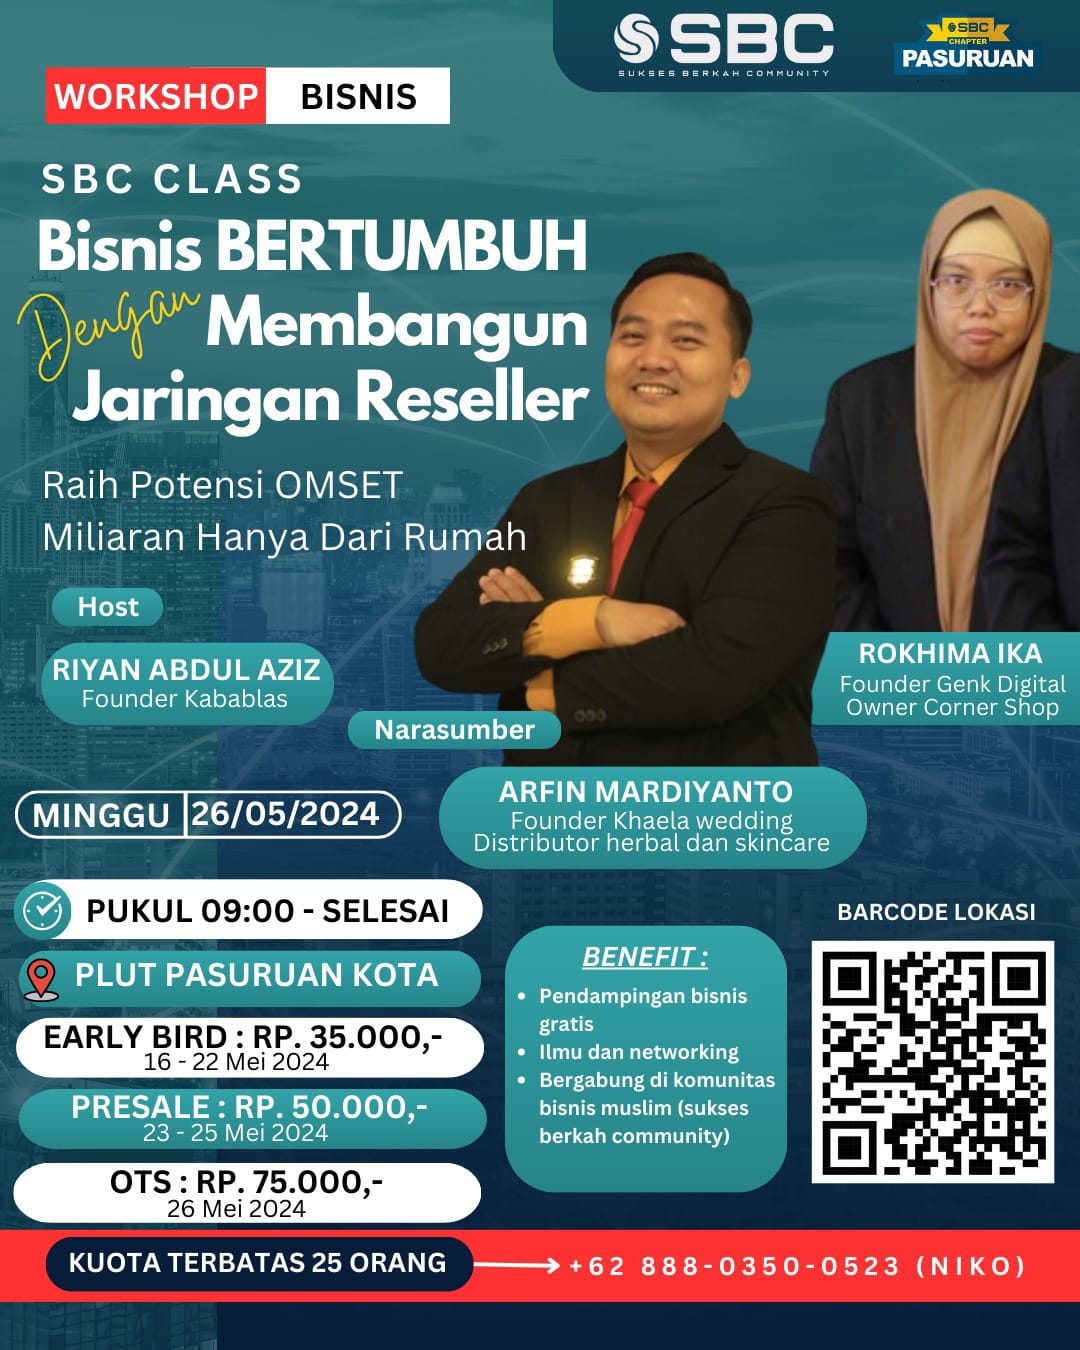 SBC
SUKSES BERKAH COMMUNITY
SBC
CHAPTER
PASURUAN
WORKSHOP BISNIS
SBC CLASS
Bisnis BERTUMBUH
Dengan Membangun
Jaringan Reseller
Raih Potensi OMSET
Miliaran Hanya Dari Rumah
Host
RIYAN ABDUL AZIZ
Founder Kabablas
ROKHIMA IKA
Founder Genk Digital
Owner Corner Shop
Narasumber
ARFIN MARDIYANTO
Founder Khaela wedding
Distributor herbal dan skincare
MINGGU 26/05/2024
PUKUL 09:00 - SELESAI
PLUT PASURUAN KOTA
EARLY BIRD : RP. 35.000,-
16 - 22 Mei 2024
PRESALE : RP. 50.000,-
23 - 25 Mei 2024
OTS : RP. 75.000,-
26 Mei 2024
BENEFIT :
• Pendampingan bisnis
gratis
• Ilmu dan networking
• Bergabung di komunitas
bisnis muslim (sukses
berkah community)
BARCODE LOKASI
KUOTA TERBATAS 25 ORANG
+62 888-0350-0523 (NIKO)